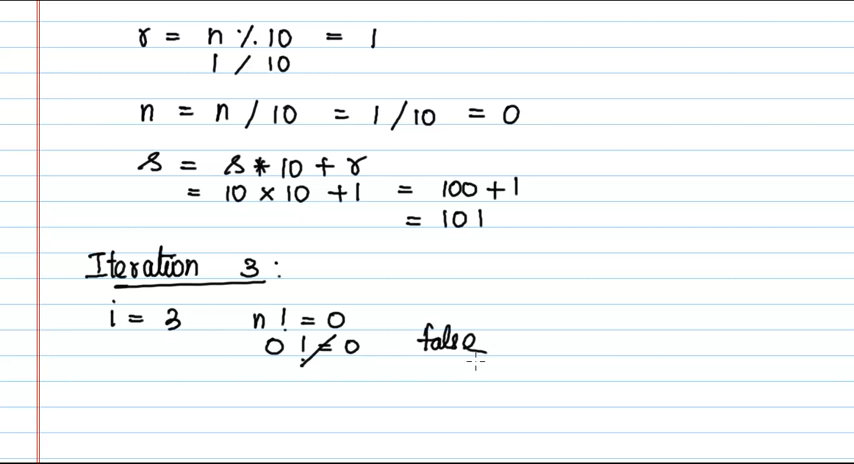 r = n % 10 = 1
1 / 10
n = n / 10 = 1 / 10 = 0
s = s * 10 + r
= 10 × 10 + 1 = 100 + 1
= 101
Iteration 3 :
i = 3 n ! = 0
0 ! = 0 false